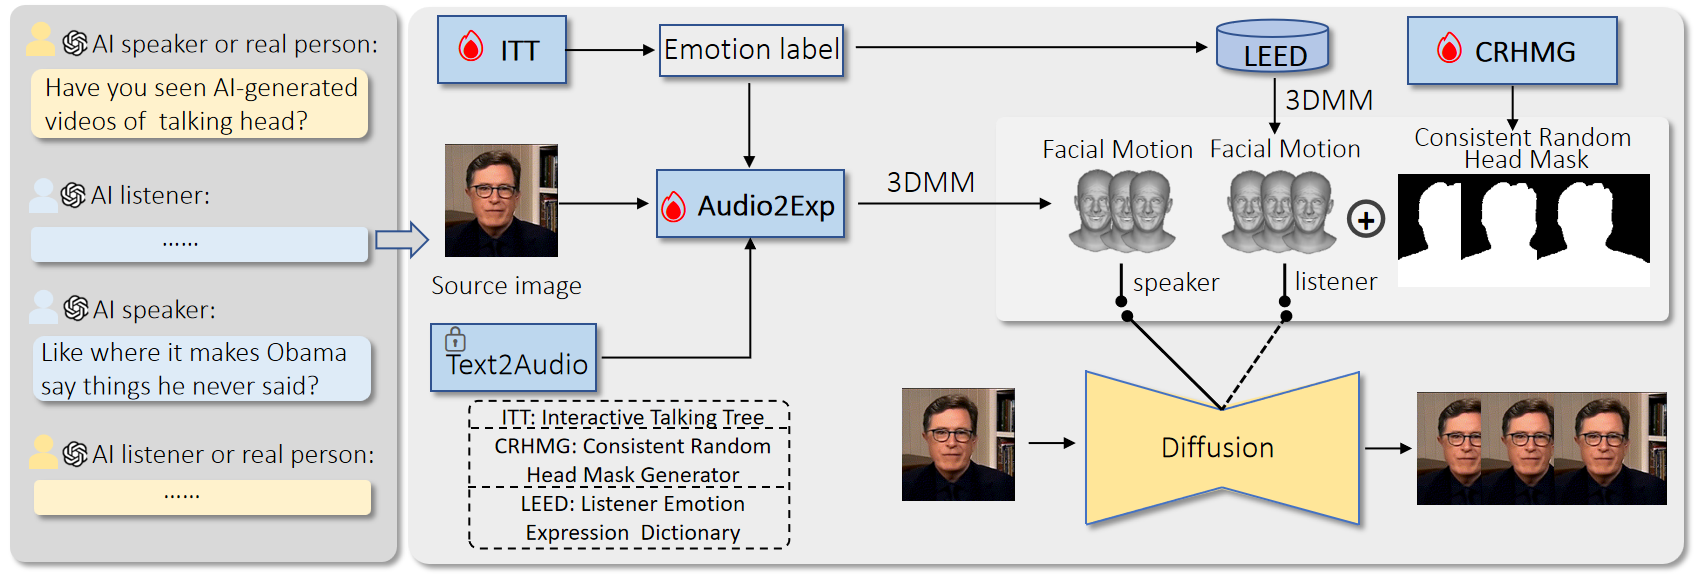 AI speaker or real person:
Have you seen AI-generated
videos of talking head?
AI listener:
......
AI speaker:
Like where it makes Obama
say things he never said?
AI listener or real person:
......
ITT
Emotion label
LEED
CRHMG
3DMM
Source image
Audio2Exp
3DMM
Text2Audio
Facial Motion
Facial Motion
Consistent Random
Head Mask
speaker
listener
ITT: Interactive Talking Tree
CRHMG: Consistent Random
Head Mask Generator
LEED: Listener Emotion
Expression Dictionary
Diffusion